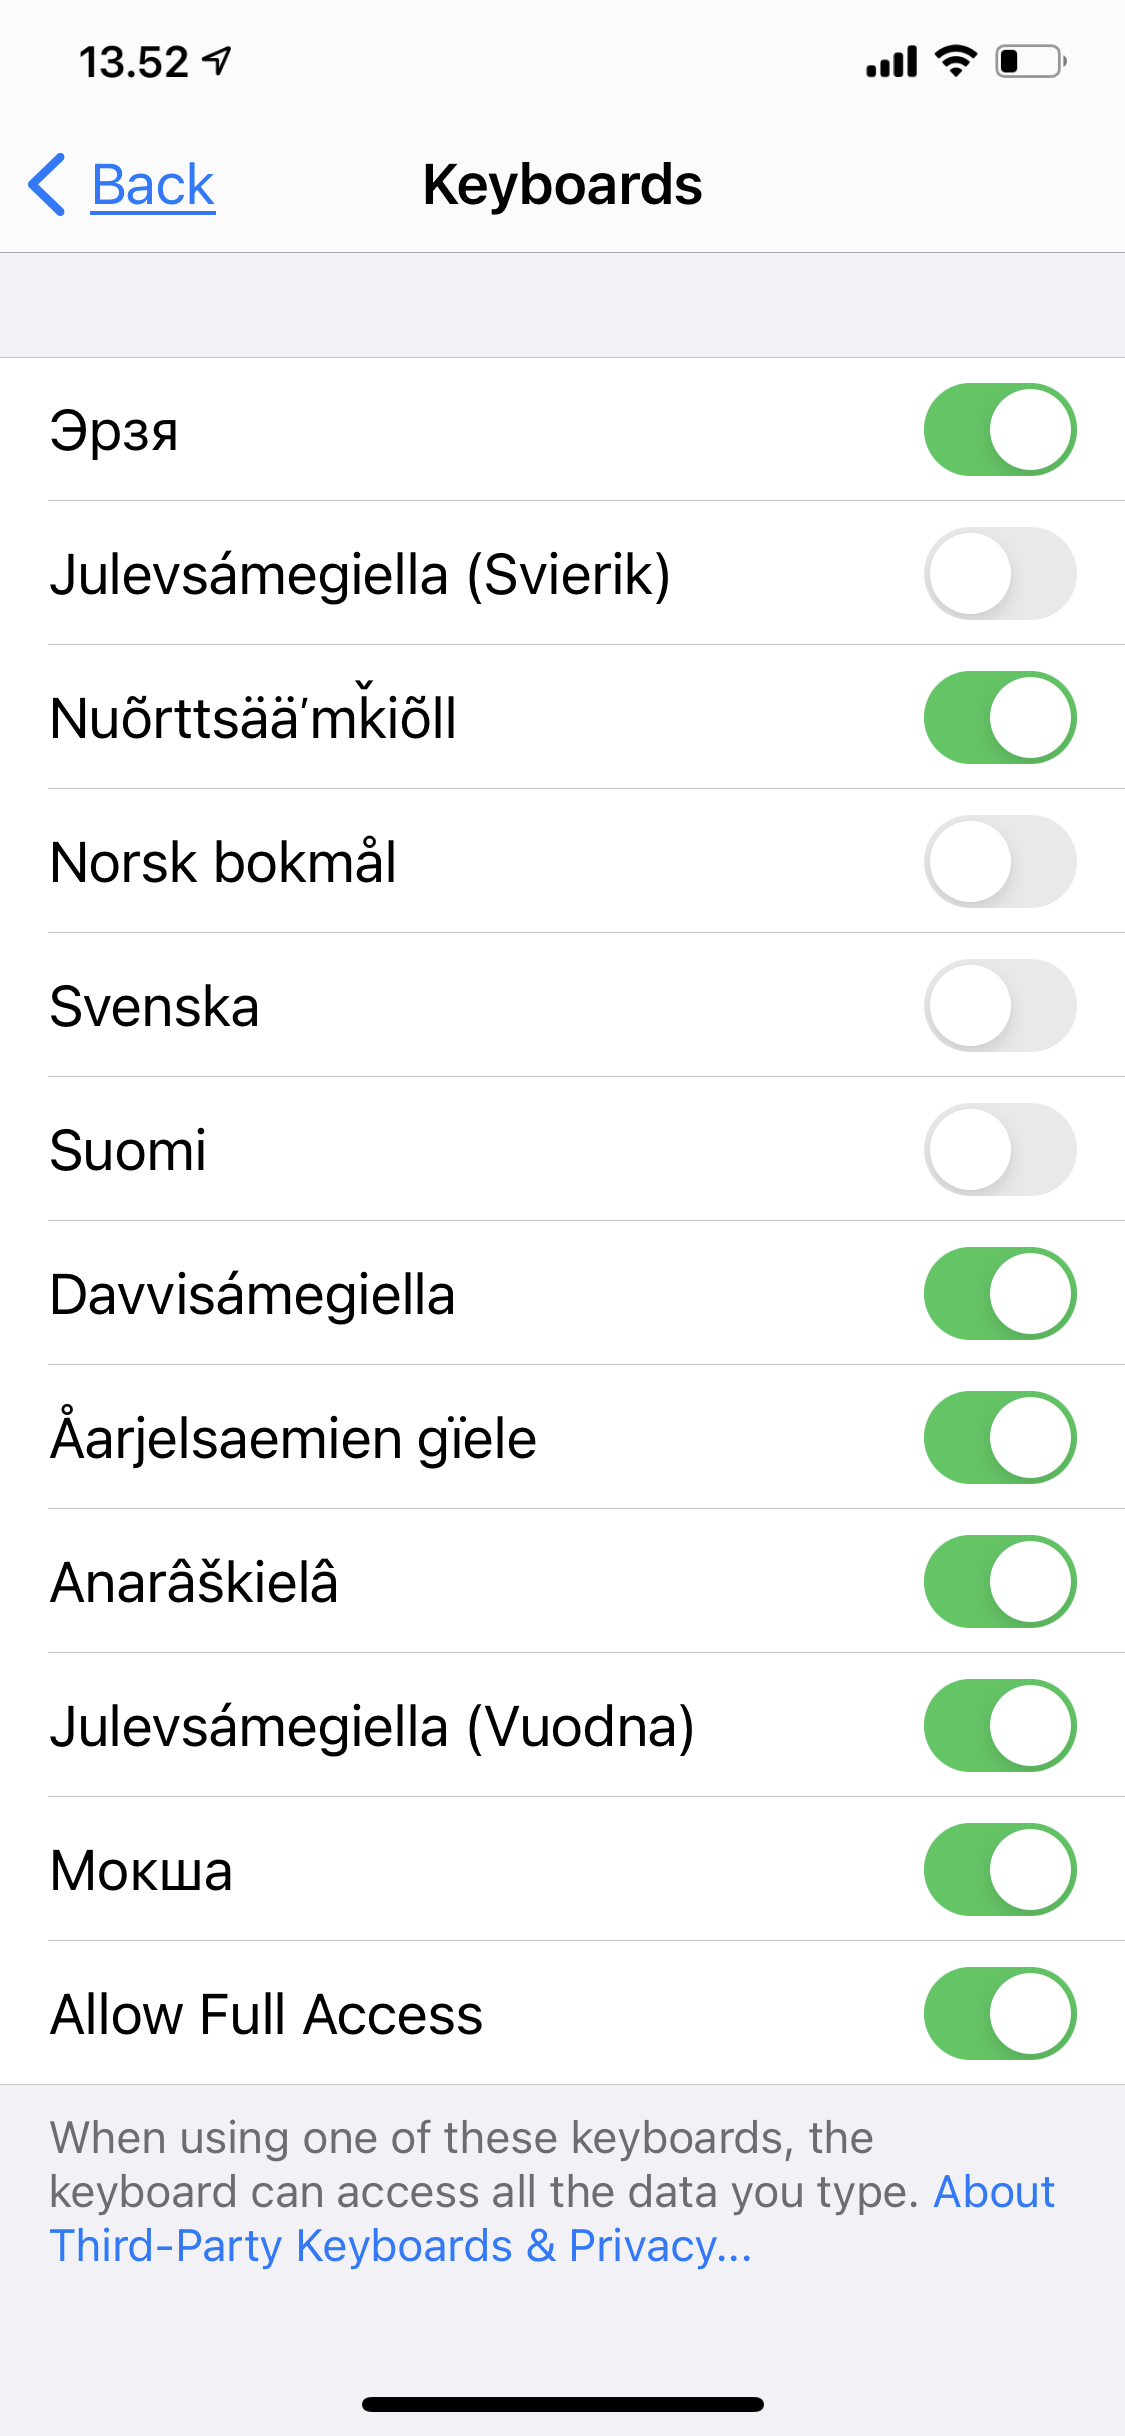 13.52
Back
Keyboards
Эрзя
Julevsámegiella (Svierik)
Nuõrttsääʹmǩiõll
Norsk bokmål
Svenska
Suomi
Davvisámegiella
Åarjelsaemien gïele
Anarâškielâ
Julevsámegiella (Vuodna)
Мокша
Allow Full Access
When using one of these keyboards, the
keyboard can access all the data you type. About
Third-Party Keyboards & Privacy...